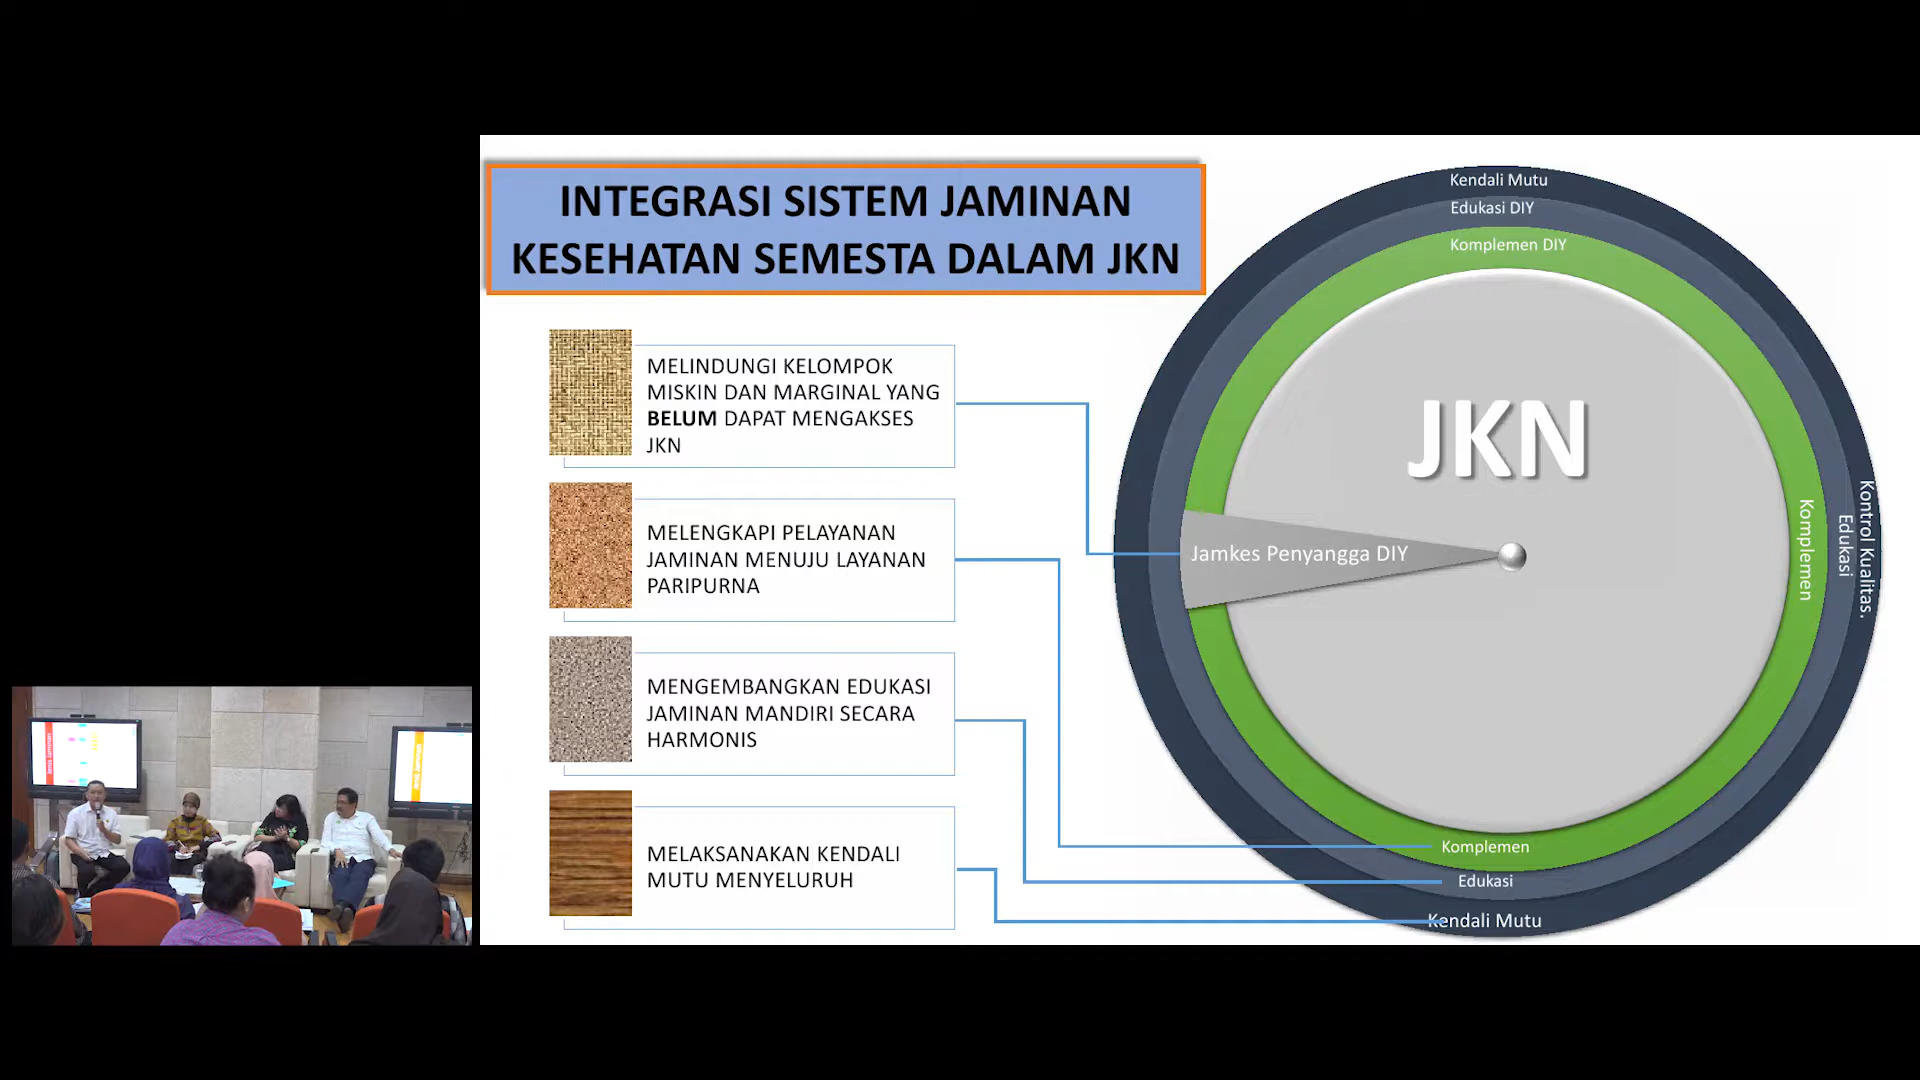 INTEGRASI SISTEM JAMINAN
KESEHATAN SEMESTA DALAM JKN
MELINDUNGI KELOMPOK
MISKIN DAN MARGINAL YANG
BELUM DAPAT MENGAKSES
JKN
MELENGKAPI PELAYANAN
JAMINAN MENUJU LAYANAN
PARIPURNA
MENGEMBANGKAN EDUKASI
JAMINAN MANDIRI SECARA
HARMONIS
MELAKSANAKAN KENDALI
MUTU MENYELURUH
Kendali Mutu
Edukasi DIY
Komplemen DIY
JKN
Jamkes Penyangga DIY
Komplemen
Edukasi
Kontrol Kualitas.
Komplemen
Edukasi
Kendali Mutu